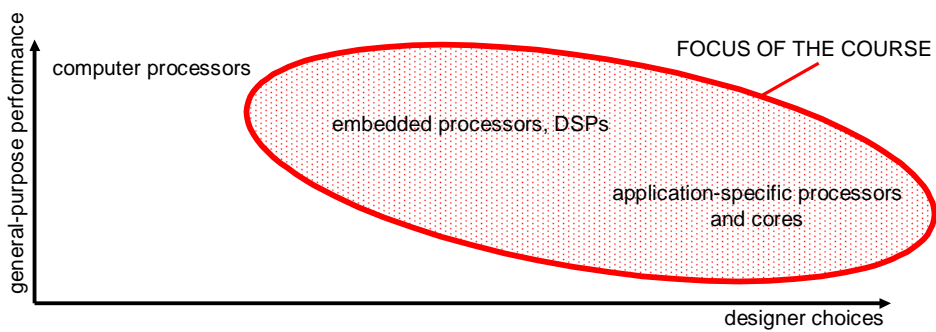 general-purpose performance
FOCUS OF THE COURSE
computer processors
embedded processors, DSPs
application-specific processors
and cores
designer choices